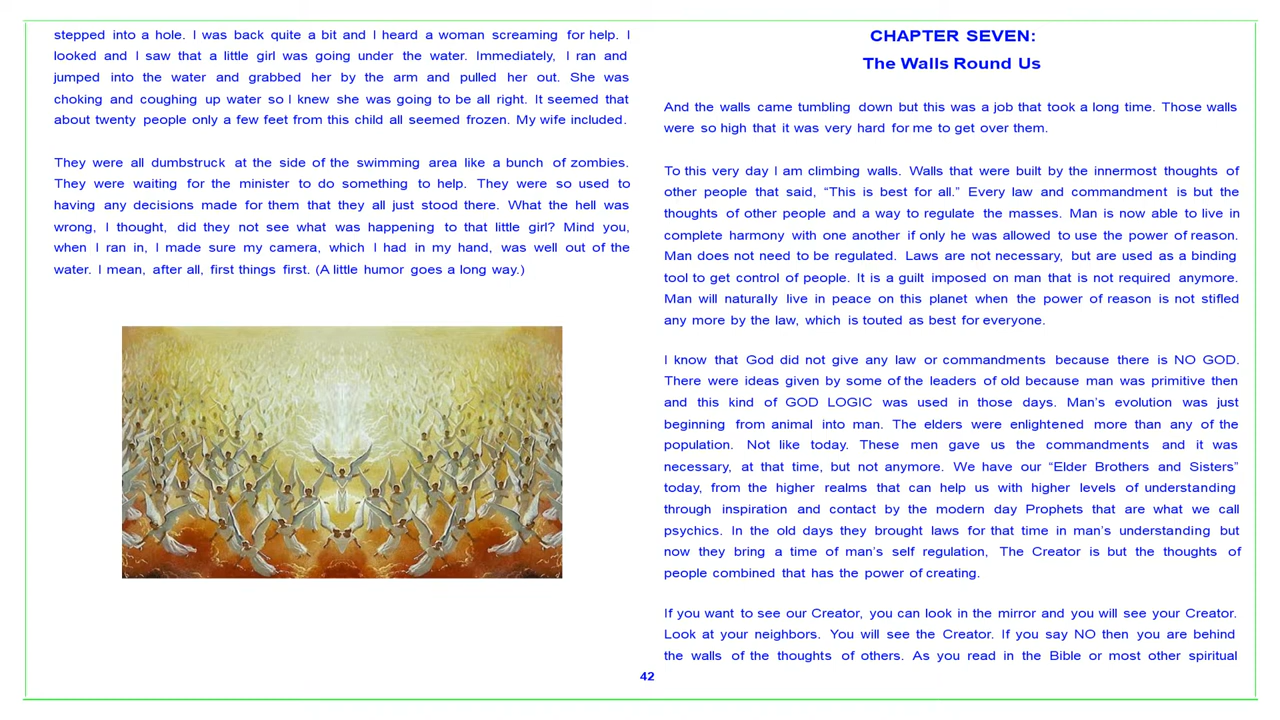 stepped into a hole. I was back quite a bit and I heard a woman screaming for help. I
looked and I saw that a little girl was going under the water. Immediately, I ran and
jumped into the water and grabbed her by the arm and pulled her out. She was
choking and coughing up water so I knew she was going to be all right. It seemed that
about twenty people only a few feet from this child all seemed frozen. My wife included.
They were all dumbstruck at the side of the swimming area like a bunch of zombies.
They were waiting for the minister to do something to help. They were so used to
having any decisions made for them that they all just stood there. What the hell was
wrong, I thought, did they not see what was happening to that little girl? Mind you,
when I ran in, I made sure my camera, which I had in my hand, was well out of the
water. I mean, after all, first things first. (A little humor goes a long way.)
CHAPTER SEVEN:
The Walls Round Us
And the walls came tumbling down but this was a job that took a long time. Those walls
were so high that it was very hard for me to get over them.
To this very day I am climbing walls. Walls that were built by the innermost thoughts of
other people that said, “This is best for all.” Every law and commandment is but the
thoughts of other people and a way to regulate the masses. Man is now able to live in
complete harmony with one another if only he was allowed to use the power of reason.
Man does not need to be regulated. Laws are not necessary, but are used as a binding
tool to get control of people. It is a guilt imposed on man that is not required anymore.
Man will naturally live in peace on this planet when the power of reason is not stifled
any more by the law, which is touted as best for everyone.
I know that God did not give any law or commandments because there is NO GOD.
There were ideas given by some of the leaders of old because man was primitive then
and this kind of GOD LOGIC was used in those days. Man’s evolution was just
beginning from animal into man. The elders were enlightened more than any of the
population. Not like today. These men gave us the commandments and it was
necessary, at that time, but not anymore. We have our “Elder Brothers and Sisters”
today, from the higher realms that can help us with higher levels of understanding
through inspiration and contact by the modern day Prophets that are what we call
psychics. In the old days they brought laws for that time in man’s understanding but
now they bring a time of man’s self regulation, The Creator is but the thoughts of
people combined that has the power of creating.
If you want to see our Creator, you can look in the mirror and you will see your Creator.
Look at your neighbors. You will see the Creator. If you say NO then you are behind
the walls of the thoughts of others. As you read in the Bible or most other spiritual
42